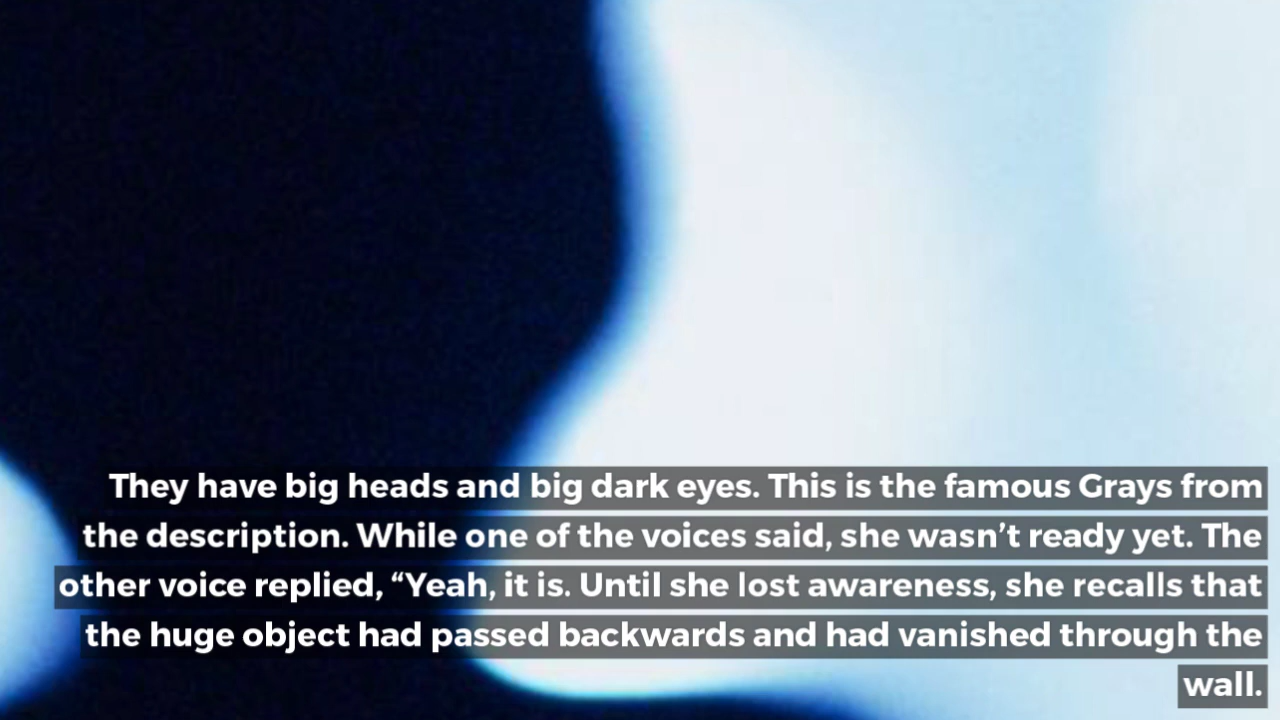 They have big heads and big dark eyes. This is the famous Grays from
the description. While one of the voices said, she wasn’t ready yet. The
other voice replied, “Yeah, it is. Until she lost awareness, she recalls that
the huge object had passed backwards and had vanished through the
wall.